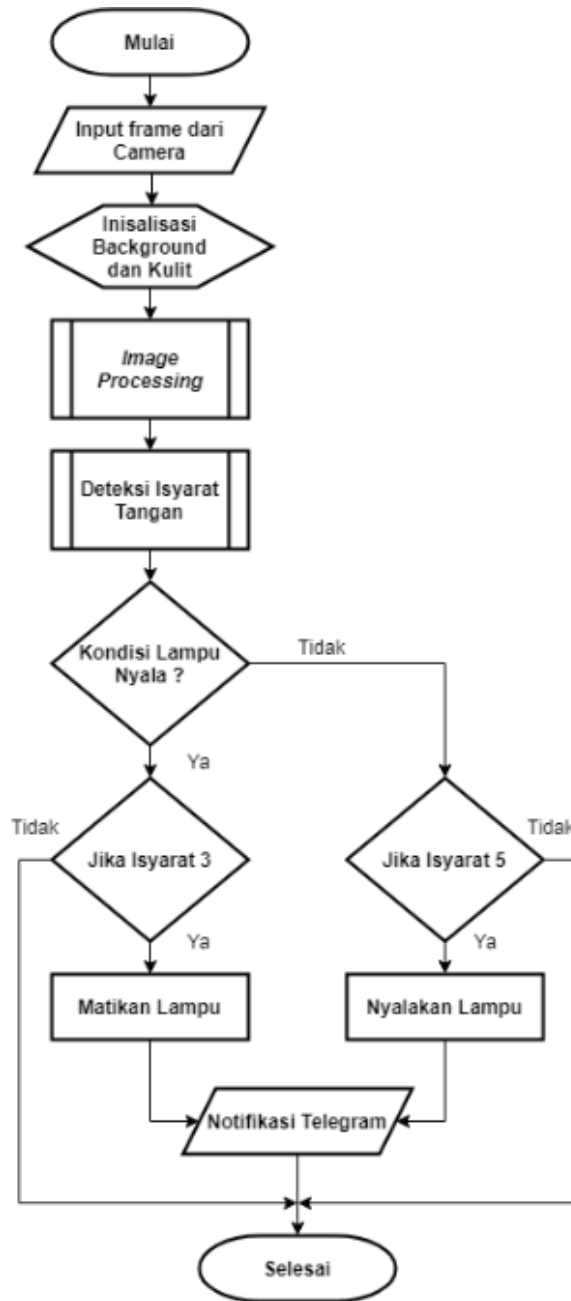 Mulai
Input frame dari
Camera
Inisalisasi
Background
dan Kulit
Image
Processing
Deteksi Isyarat
Tangan
Kondisi Lampu
Nyala ?
Tidak
Ya
Tidak
Jika Isyarat 3
Jika Isyarat 5
Tidak
Ya
Ya
Matikan Lampu
Nyalakan Lampu
Notifikasi Telegram
Selesai